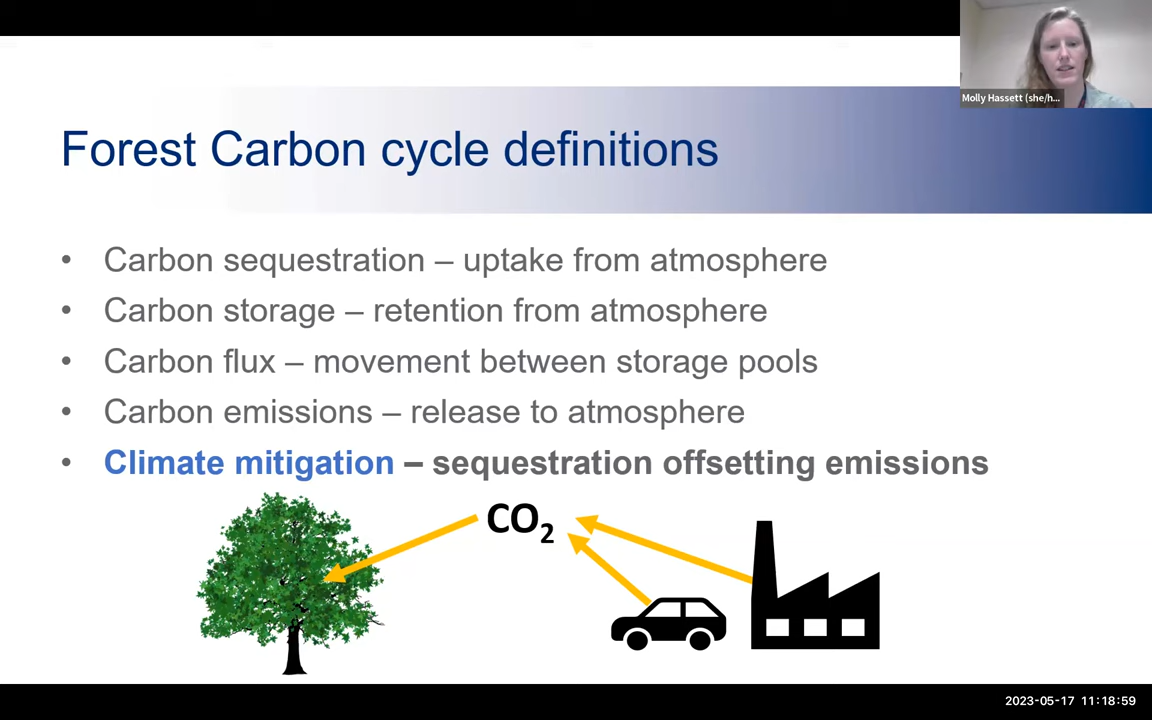 Molly Hassett (she/h...
Forest Carbon cycle definitions
• Carbon sequestration – uptake from atmosphere
• Carbon storage – retention from atmosphere
• Carbon flux – movement between storage pools
• Carbon emissions – release to atmosphere
• Climate mitigation – sequestration offsetting emissions
CO₂
2023-05-17 11:18:59